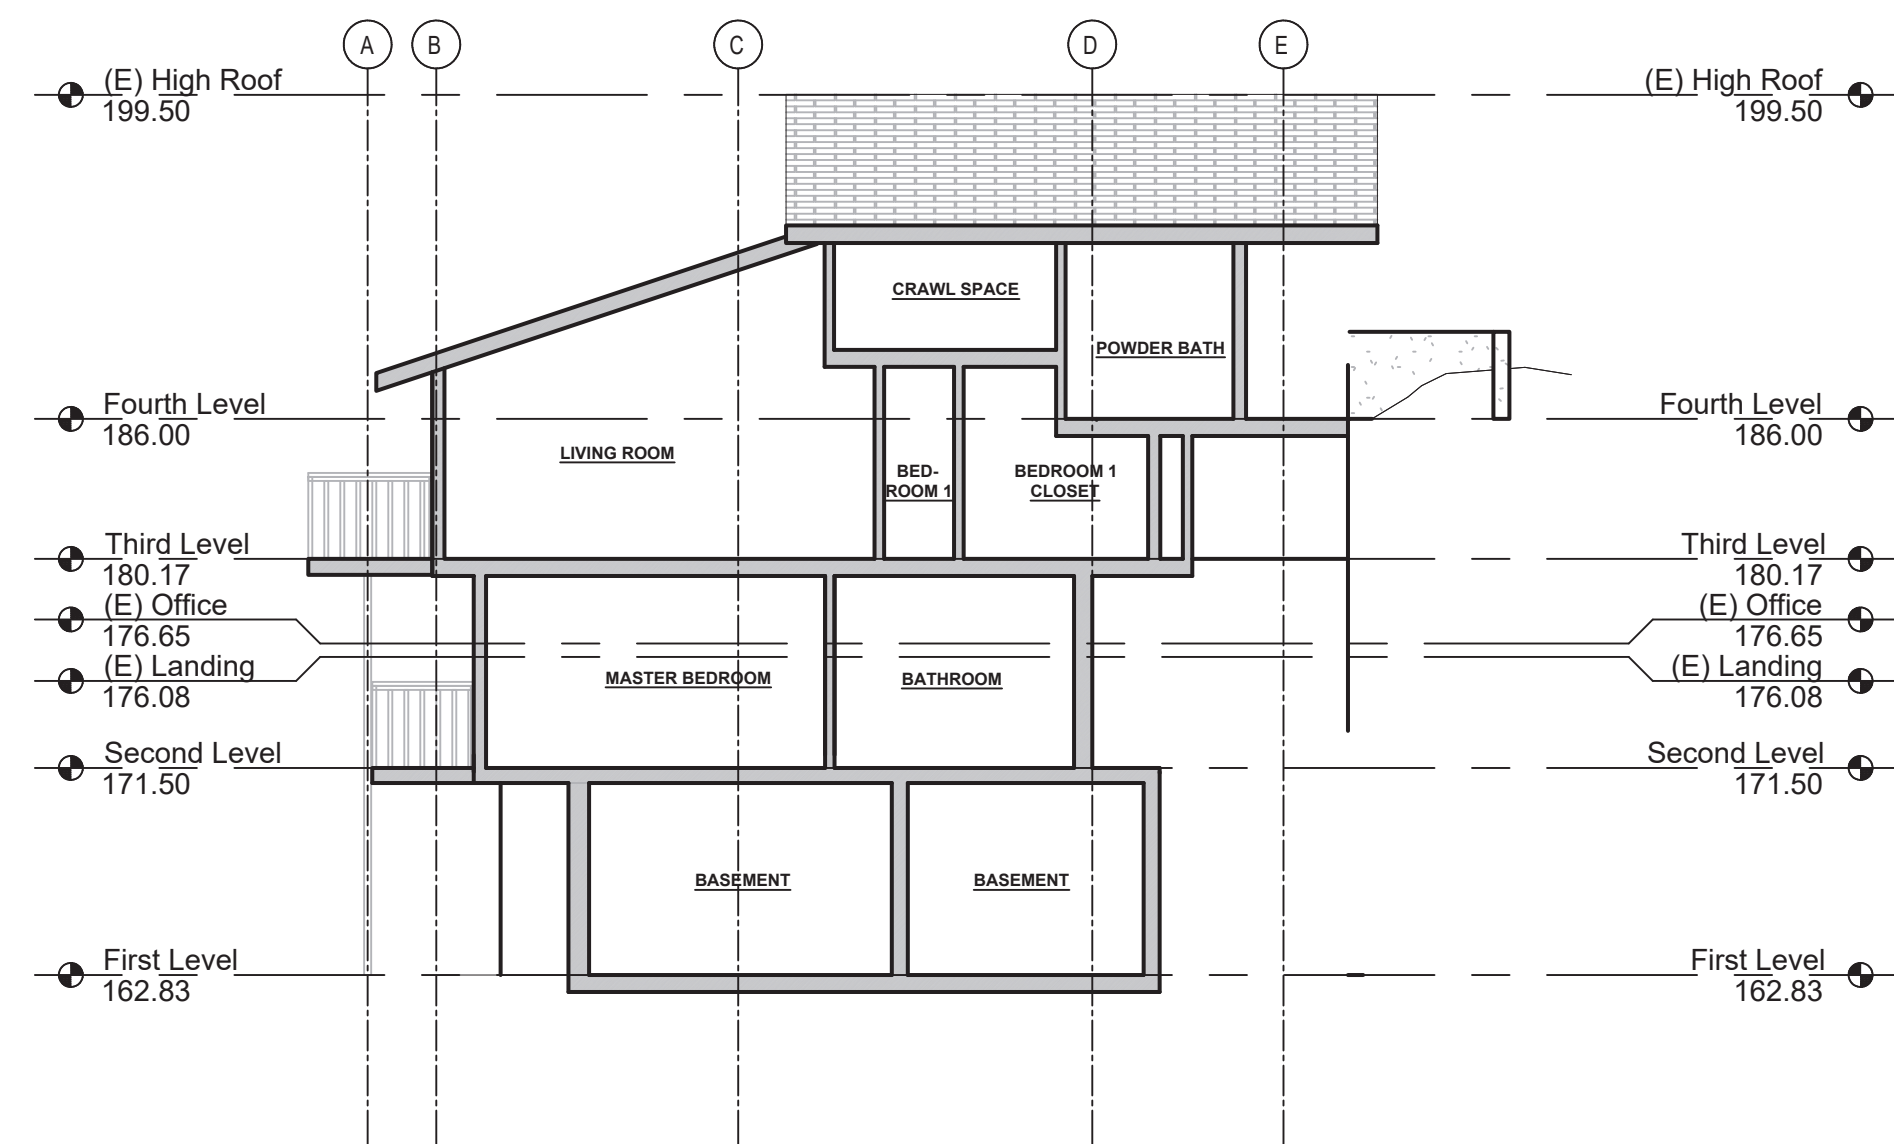 A B C D E
(E) High Roof
199.50
(E) High Roof
199.50
CRAWL SPACE
POWDER BATH
Fourth Level
186.00
Fourth Level
186.00
LIVING ROOM
BED-
ROOM 1
BEDROOM 1
CLOSET
Third Level
180.17
Third Level
180.17
(E) Office
176.65
(E) Office
176.65
(E) Landing
176.08
(E) Landing
176.08
MASTER BEDROOM
BATHROOM
Second Level
171.50
Second Level
171.50
BASEMENT
BASEMENT
First Level
162.83
First Level
162.83